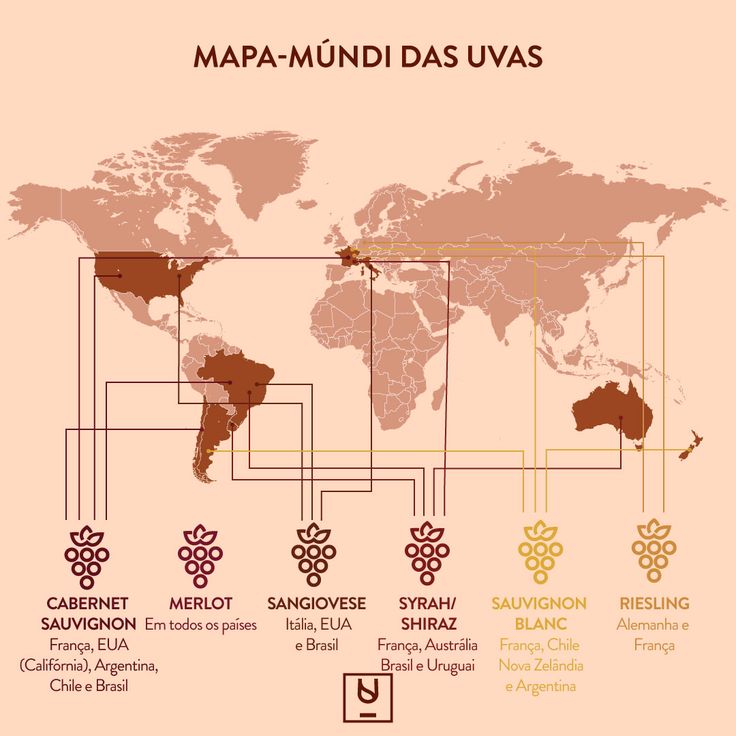 MAPA-MÚNDI DAS UVAS
CABERNET
SAUVIGNON
França, EUA
(Califórnia), Argentina,
Chile e Brasil
MERLOT
Em todos os países
SANGIOVESE
Itália, EUA
e Brasil
SYRAH/
SHIRAZ
França, Austrália
Brasil e Uruguai
SAUVIGNON
BLANC
França, Chile
Nova Zelândia
e Argentina
RIESLING
Alemanha e
França